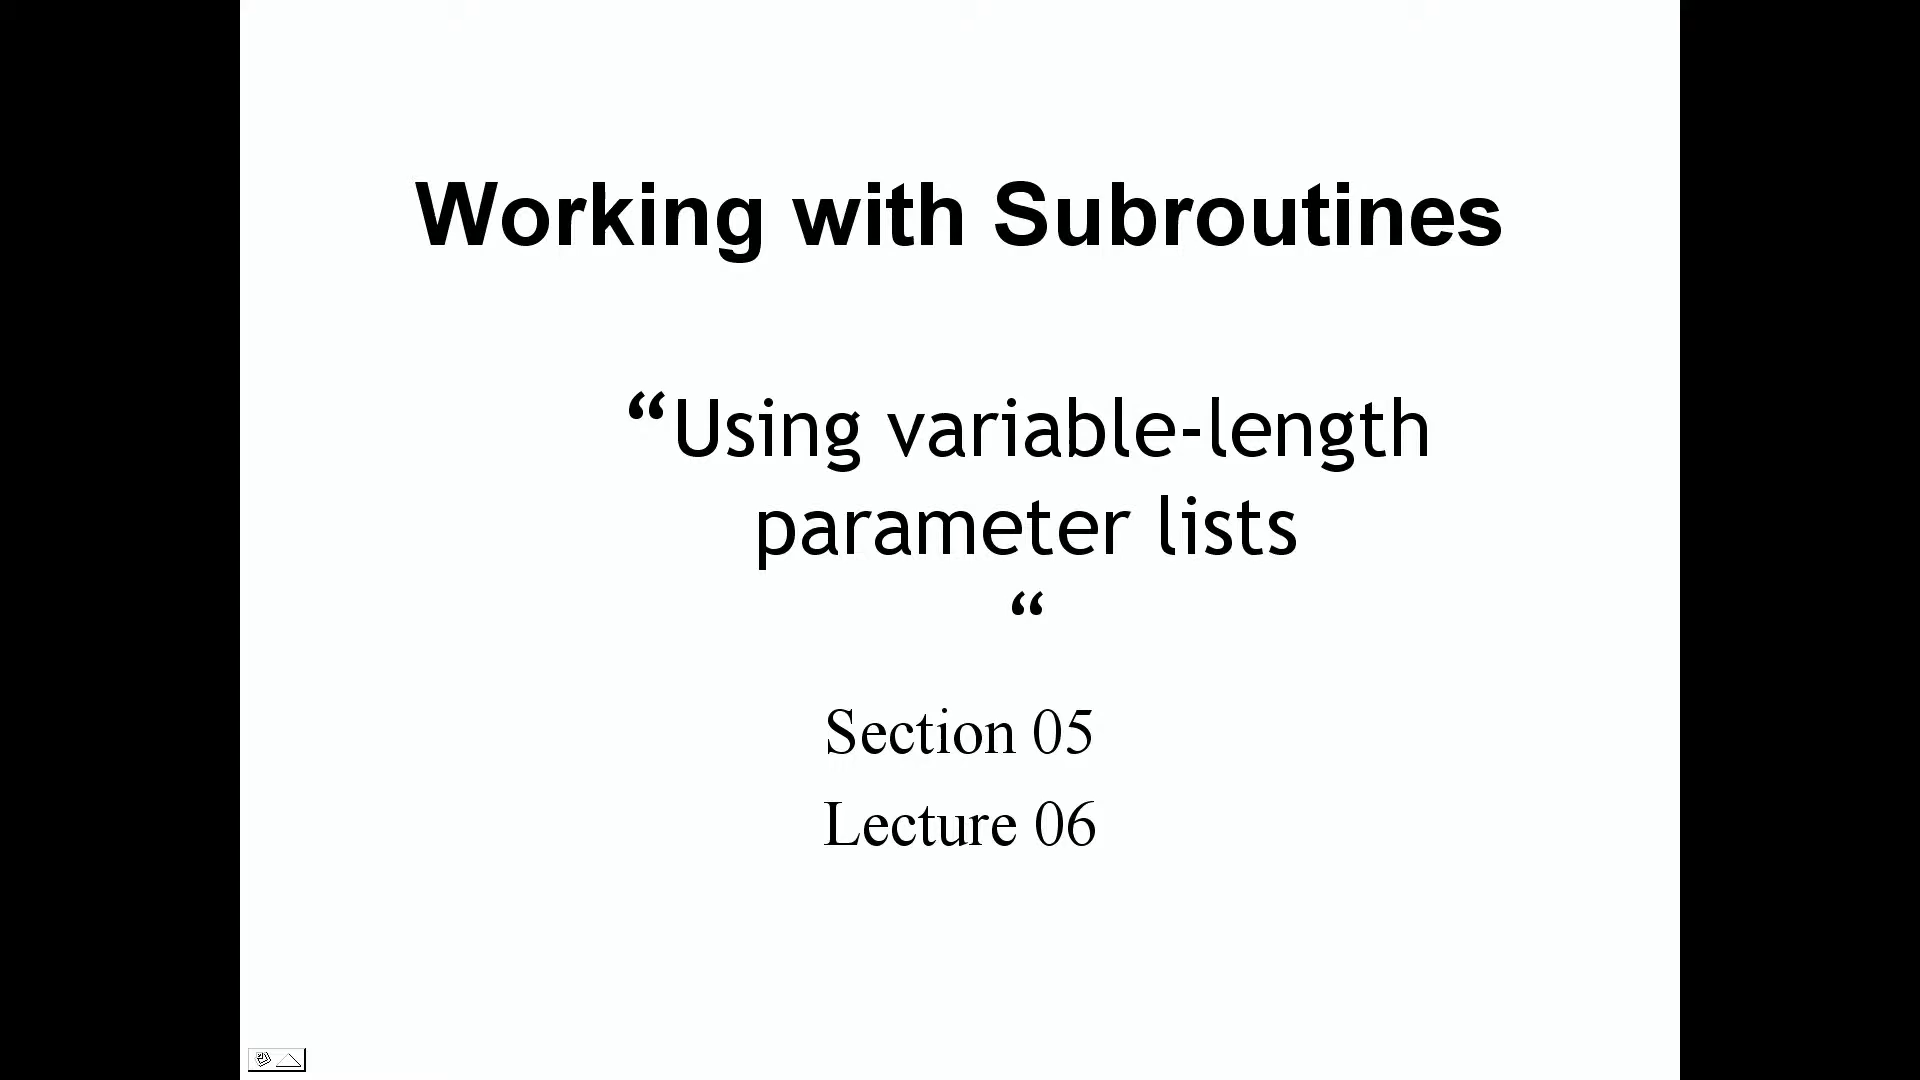 Working with Subroutines
“Using variable-length
parameter lists
“
Section 05
Lecture 06